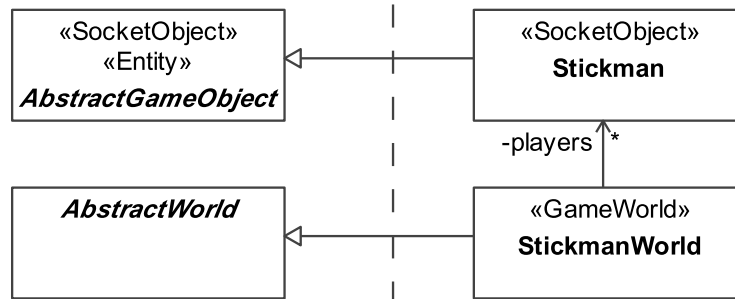 «SocketObject»
«Entity»
AbstractGameObject
«SocketObject»
Stickman
-players *
AbstractWorld
«GameWorld»
StickmanWorld